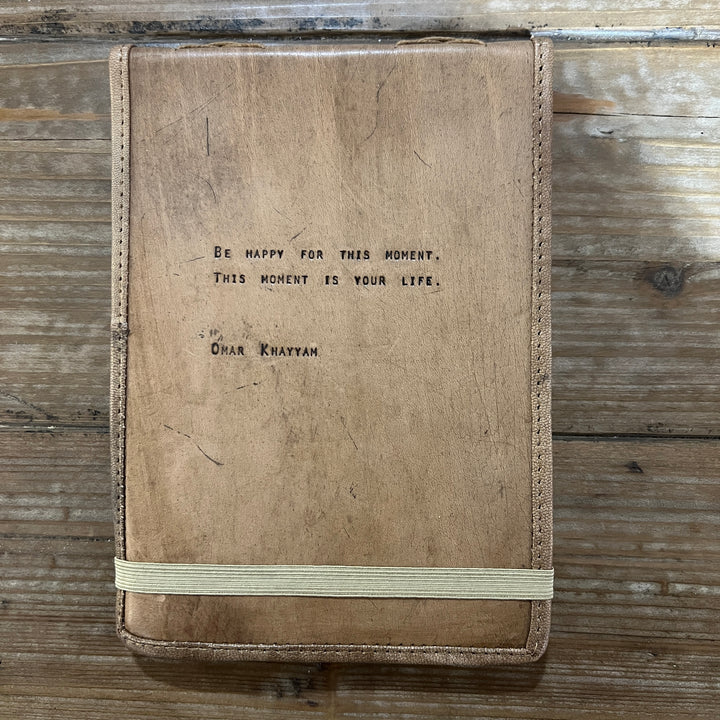 Be happy for this moment.
This moment is your life.
Omar Khayyam